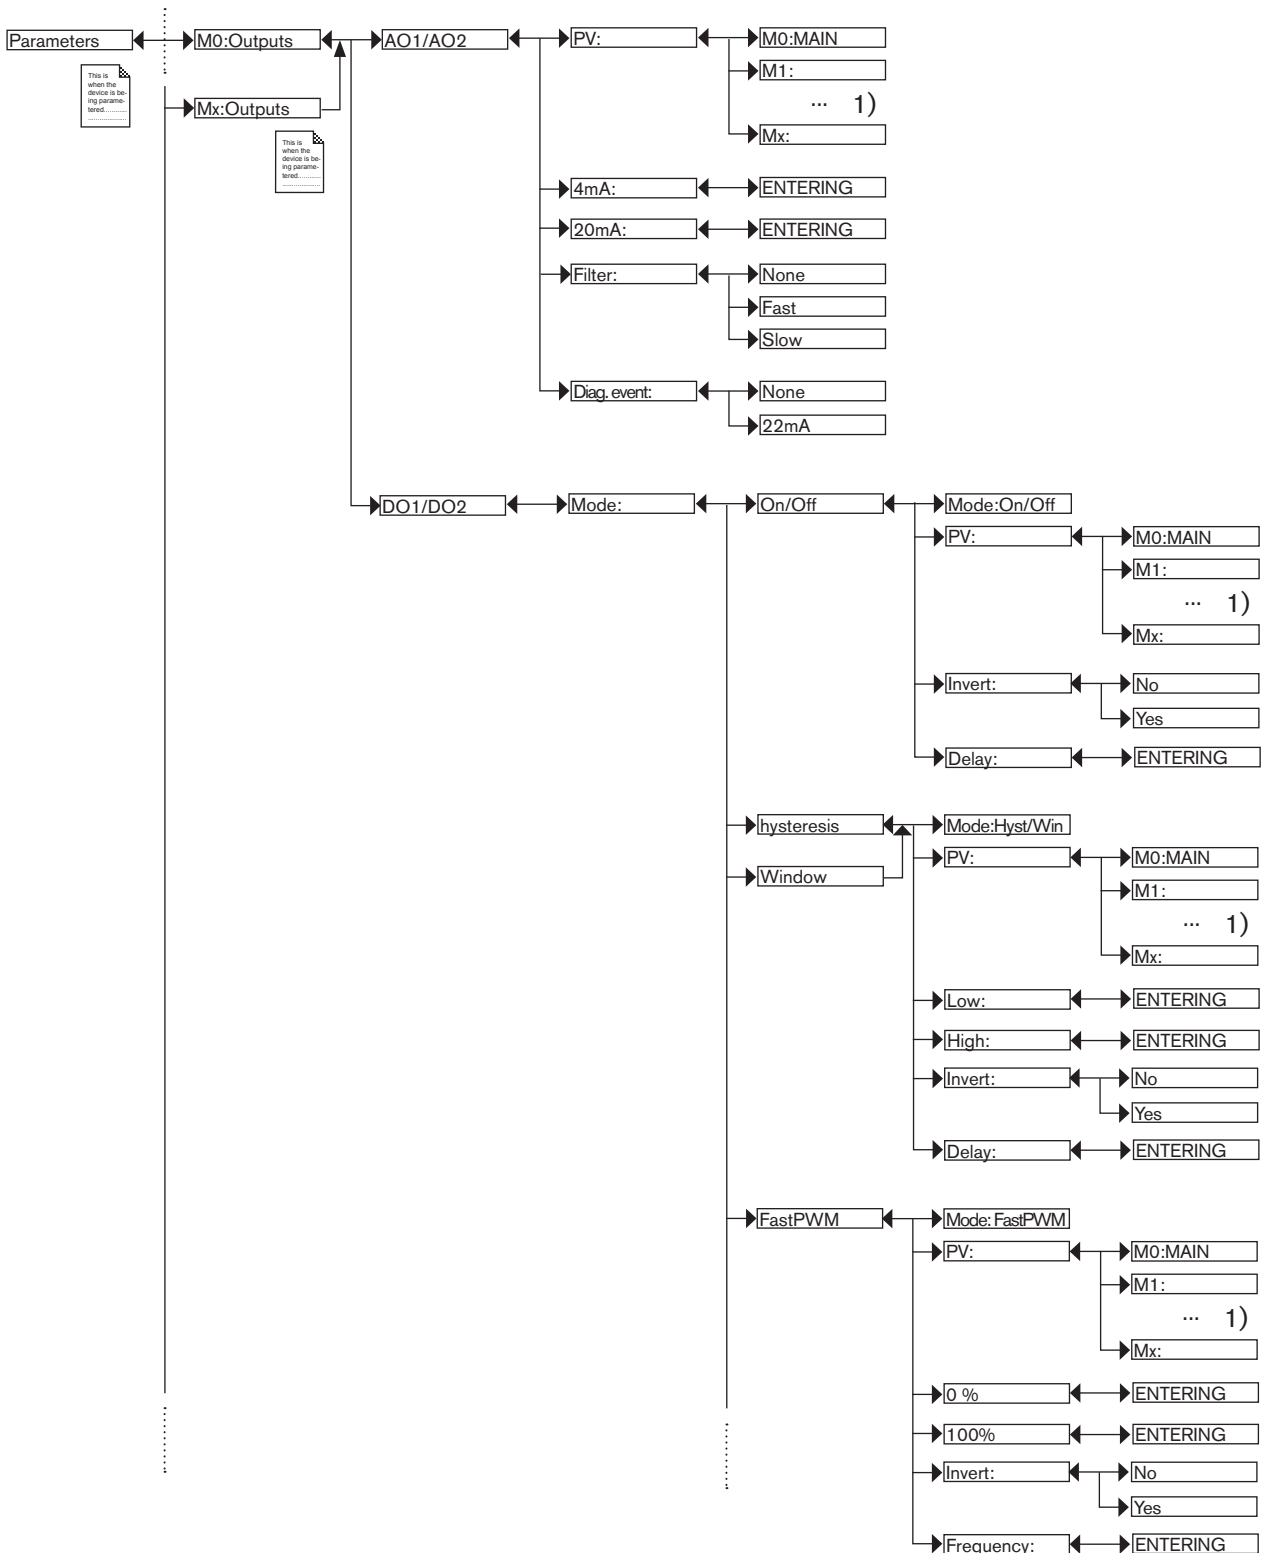 Parameters
M0:Outputs
AO1/AO2
PV:
M0:MAIN
M1:
... 1)
Mx:
This is
when the
device is be-
ing parame-
tered............
.....................
Mx:Outputs
This is
when the
device is be-
ing parame-
tered............
.....................
4mA:
ENTERING
20mA:
ENTERING
Filter:
None
Fast
Slow
Diag. event:
None
22mA
DO1/DO2
Mode:
On/Off
Mode:On/Off
PV:
M0:MAIN
M1:
... 1)
Mx:
Invert:
No
Yes
Delay:
ENTERING
hysteresis
Window
Mode:Hyst/Win
PV:
M0:MAIN
M1:
... 1)
Mx:
Low:
ENTERING
High:
ENTERING
Invert:
No
Yes
Delay:
ENTERING
FastPWM
Mode: FastPWM
PV:
M0:MAIN
M1:
... 1)
Mx:
0 %
ENTERING
100%
ENTERING
Invert:
No
Yes
Frequency:
ENTERING